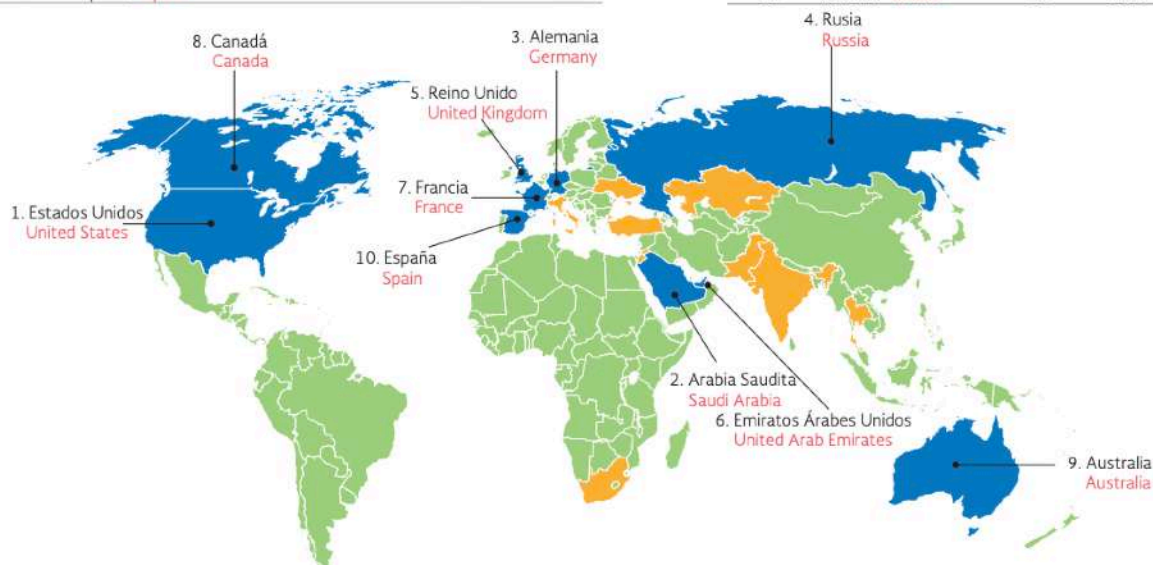 8. Canadá
Canada
3. Alemania
Germany
4. Rusia
Russia
5. Reino Unido
United Kingdom
7. Francia
France
1. Estados Unidos
United States
10. España
Spain
2. Arabia Saudita
Saudi Arabia
6. Emiratos Árabes Unidos
United Arab Emirates
9. Australia
Australia